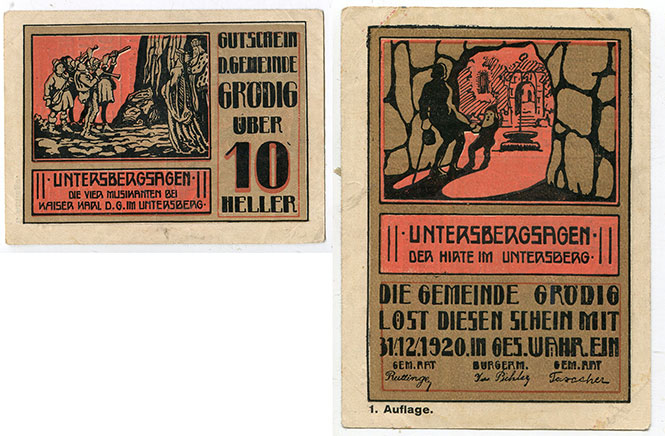 GUTSCHEIN
D. GEMEINDE
GRÖDIG
ÜBER
10
HELLER
· UNTERSBERGSAGEN ·
DIE VIER MUSIKANTEN BEI
KAISER KARL D. G. IM UNTERSBERG ·
· UNTERSBERGSAGEN ·
DER HIRTE IM UNTERSBERG ·
DIE GEMEINDE GRÖDIG
LÖST DIESEN SCHEIN MIT
31.12.1920. IN GES. WÄHR. EIN
GEM. RAT BÜRGERM. GEM. RAT
1. Auflage.